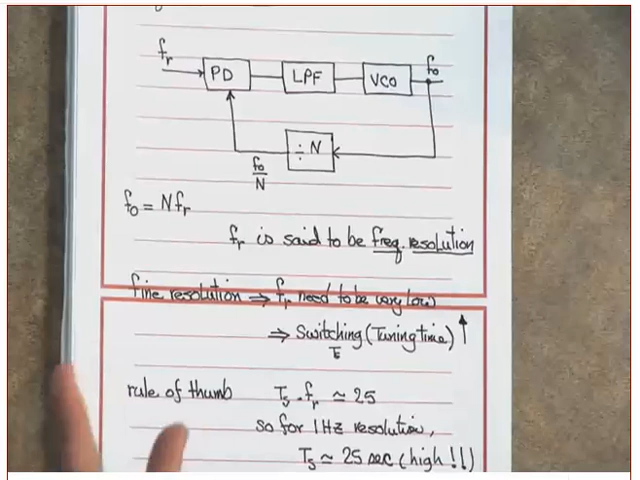 fr PD LPF VCO fo
÷ N
fo/N
fo = Nfr
fr is said to be freq. resolution
fine resolution ⇒ fr need to be very low
⇒ Switching (Tuning time) ↑
Ts
rule of thumb Ts . fr ≃ 25
so for 1Hz resolution,
Ts ≃ 25 sec (high !!)